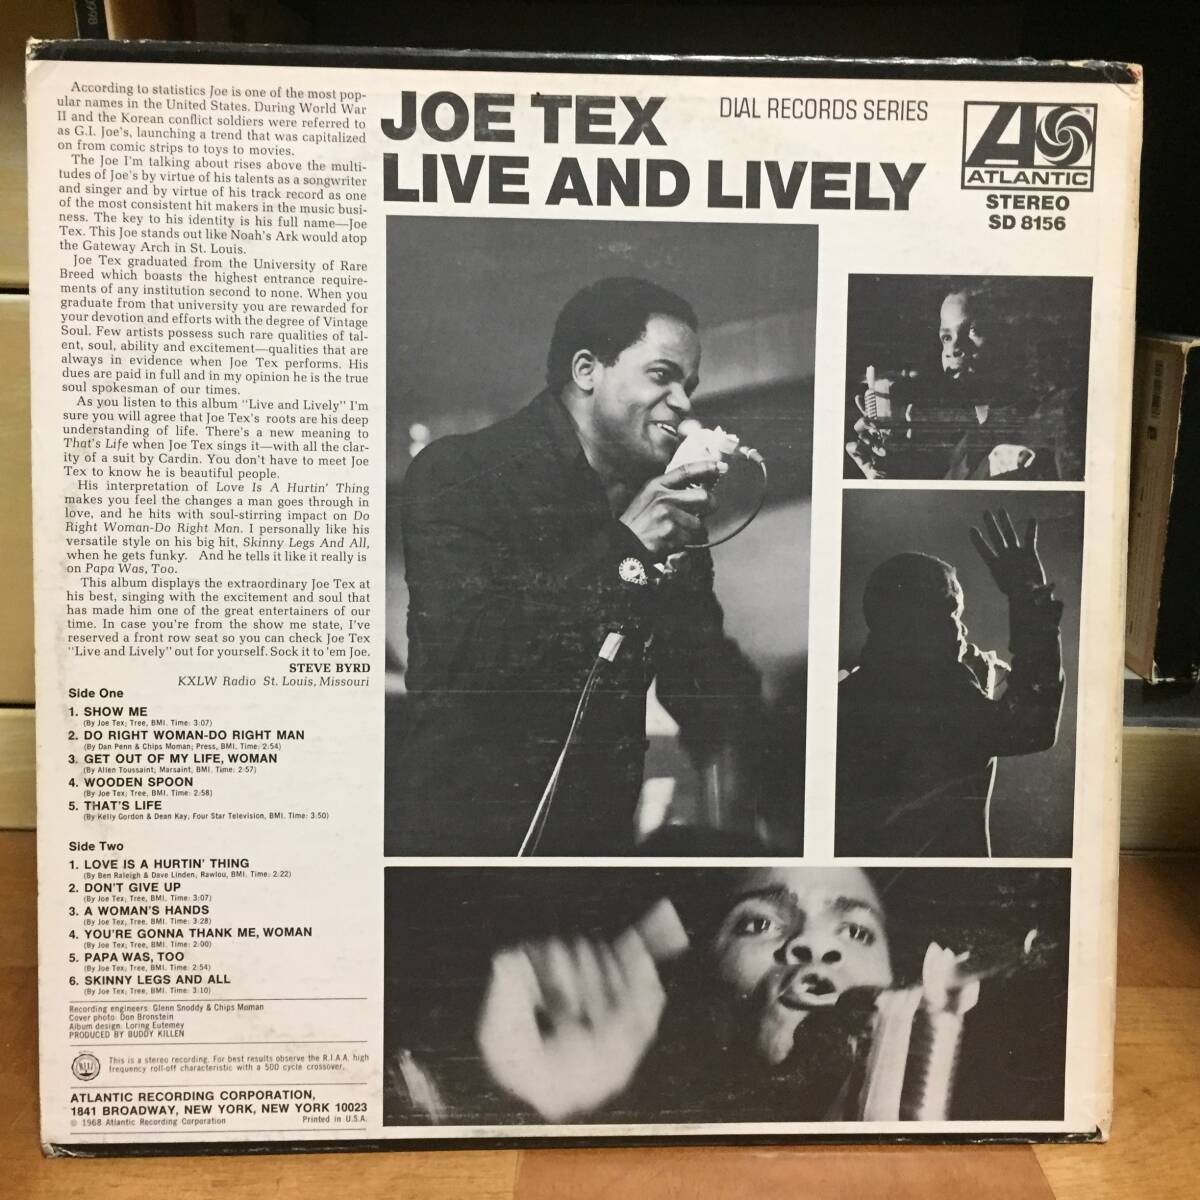 According to statistics Joe is one of the most pop-
ular names in the United States. During World War
II and the Korean conflict soldiers were referred to
as G.I. Joe's, launching a trend that was capitalized
on from comic strips to toys to movies.
The Joe I'm talking about rises above the multi-
tudes of Joe's by virtue of his talents as a songwriter
and singer and by virtue of his track record as one
of the most consistent hit makers in the music busi-
ness. The key to his identity is his full name—Joe
Tex. This Joe stands out like Noah's Ark would atop
the Gateway Arch in St. Louis.
Joe Tex graduated from the University of Rare
Breed which boasts the highest entrance require-
ments of any institution second to none. When you
graduate from that university you are rewarded for
your devotion and efforts with the degree of Vintage
Soul. Few artists possess such rare qualities of tal-
ent, soul, ability and excitement—qualities that are
always in evidence when Joe Tex performs. His
dues are paid in full and in my opinion he is the true
soul spokesman of our times.
As you listen to this album "Live and Lively" I'm
sure you will agree that Joe Tex's roots are his deep
understanding of life. There's a new meaning to
That's Life when Joe Tex sings it—with all the clar-
ity of a suit by Cardin. You don't have to meet Joe
Tex to know he is beautiful people.
His interpretation of Love Is A Hurtin' Thing
makes you feel the changes a man goes through in
love, and he hits with soul-stirring impact on Do
Right Woman-Do Right Man. I personally like his
versatile style on his big hit, Skinny Legs And All,
when he gets funky. And he tells it like it really is
on Papa Was, Too.
This album displays the extraordinary Joe Tex at
his best, singing with the excitement and soul that
has made him one of the great entertainers of our
time. In case you're from the show me state, I've
reserved a front row seat so you can check Joe Tex
"Live and Lively" out for yourself. Sock it to 'em Joe.
STEVE BYRD
KXLW Radio St. Louis, Missouri
Side One
1. SHOW ME
(By Joe Tex; Tree, BMI. Time: 3:07)
2. DO RIGHT WOMAN-DO RIGHT MAN
(By Dan Penn & Chips Moman; Press, BMI. Time: 2:54)
3. GET OUT OF MY LIFE, WOMAN
(By Allen Toussaint; Marsaint, BMI. Time: 2:57)
4. WOODEN SPOON
(By Joe Tex; Tree, BMI. Time: 2:58)
5. THAT'S LIFE
(By Kelly Gordon & Dean Kay; Four Star Television, BMI. Time: 3:50)
Side Two
1. LOVE IS A HURTIN' THING
(By Ben Raleigh & Dave Linden; Rawlou, BMI. Time: 2:22)
2. DON'T GIVE UP
(By Joe Tex; Tree, BMI. Time: 3:07)
3. A WOMAN'S HANDS
(By Joe Tex; Tree, BMI. Time: 3:28)
4. YOU'RE GONNA THANK ME, WOMAN
(By Joe Tex; Tree, BMI. Time: 2:00)
5. PAPA WAS, TOO
(By Joe Tex; Tree, BMI. Time: 2:54)
6. SKINNY LEGS AND ALL
(By Joe Tex; Tree, BMI. Time: 3:10)
Recording engineers: Glenn Snoddy & Chips Moman
Cover photo: Don Bronstein
Album design: Loring Eutemey
PRODUCED BY BUDDY KILLEN
This is a stereo recording. For best results observe the R.I.A.A. high
frequency roll-off characteristic with a 500 cycle crossover.
ATLANTIC RECORDING CORPORATION,
1841 BROADWAY, NEW YORK, NEW YORK 10023
© 1968 Atlantic Recording Corporation Printed in U.S.A.
JOE TEX
LIVE AND LIVELY
DIAL RECORDS SERIES
ATLANTIC
STEREO
SD 8156